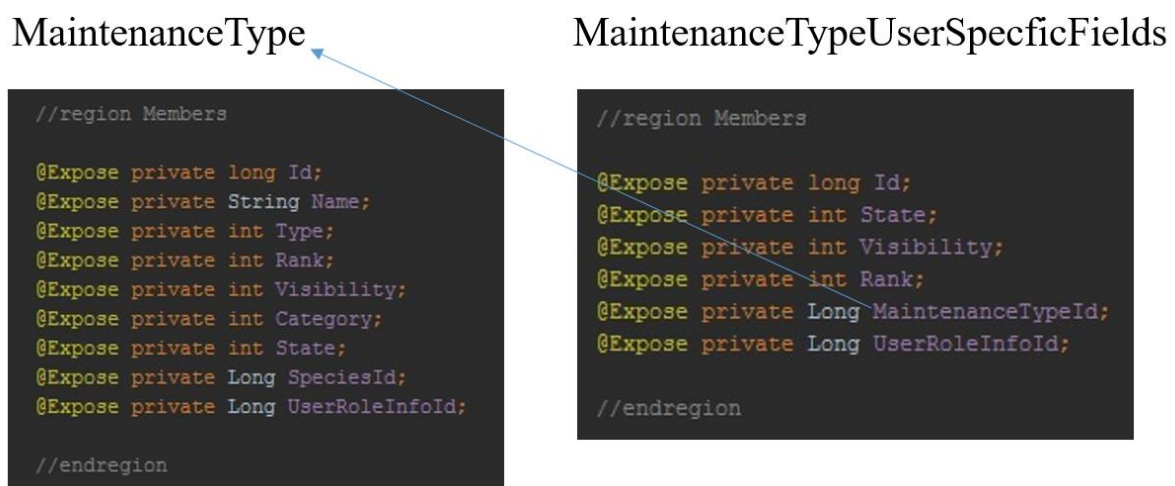 MaintenanceType
//region Members
@Expose private long Id;
@Expose private String Name;
@Expose private int Type;
@Expose private int Rank;
@Expose private int Visibility;
@Expose private int Category;
@Expose private int State;
@Expose private Long SpeciesId;
@Expose private Long UserRoleInfoId;
//endregion
MaintenanceTypeUserSpecficFields
//region Members
@Expose private long Id;
@Expose private int State;
@Expose private int Visibility;
@Expose private int Rank;
@Expose private Long MaintenanceTypeId;
@Expose private Long UserRoleInfoId;
//endregion